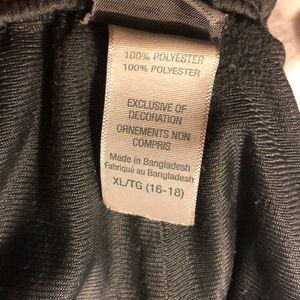 100% POLYESTER
100% POLYESTER
EXCLUSIVE OF
DECORATION
ORNEMENTS NON
COMPRIS
Made in Bangladesh
Fabriqué au Bangladesh
XL/TG (16-18)